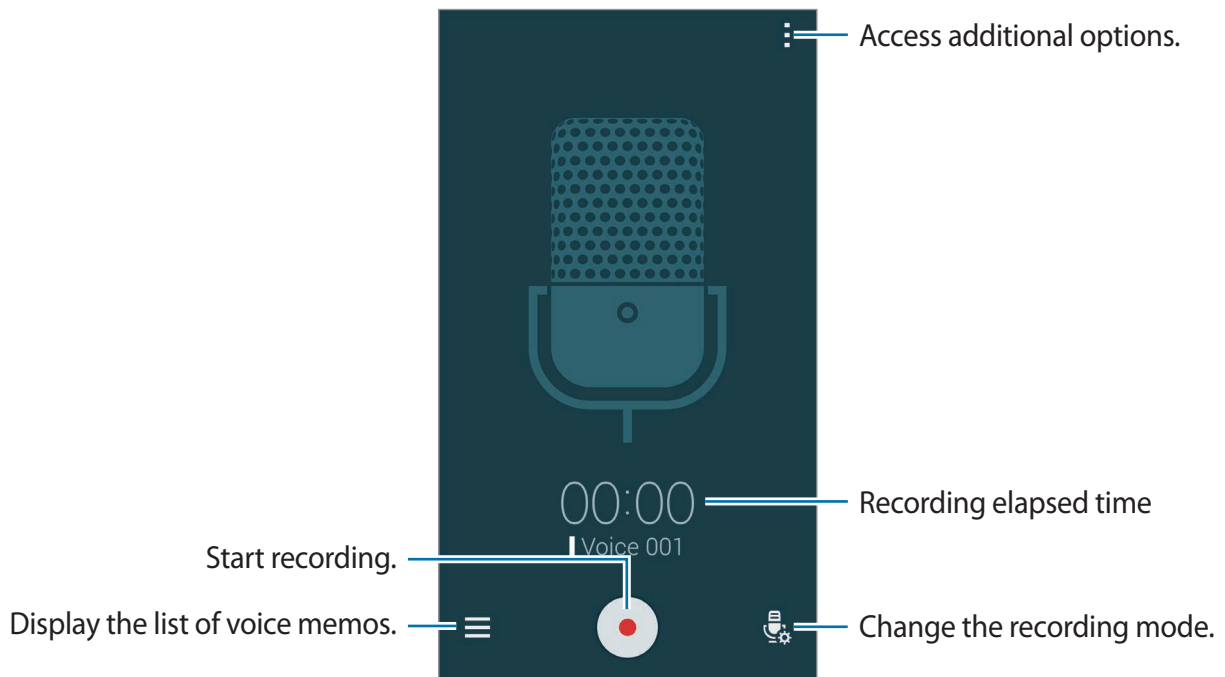 Access additional options.
00:00
Recording elapsed time
Voice 001
Start recording.
Display the list of voice memos.
Change the recording mode.